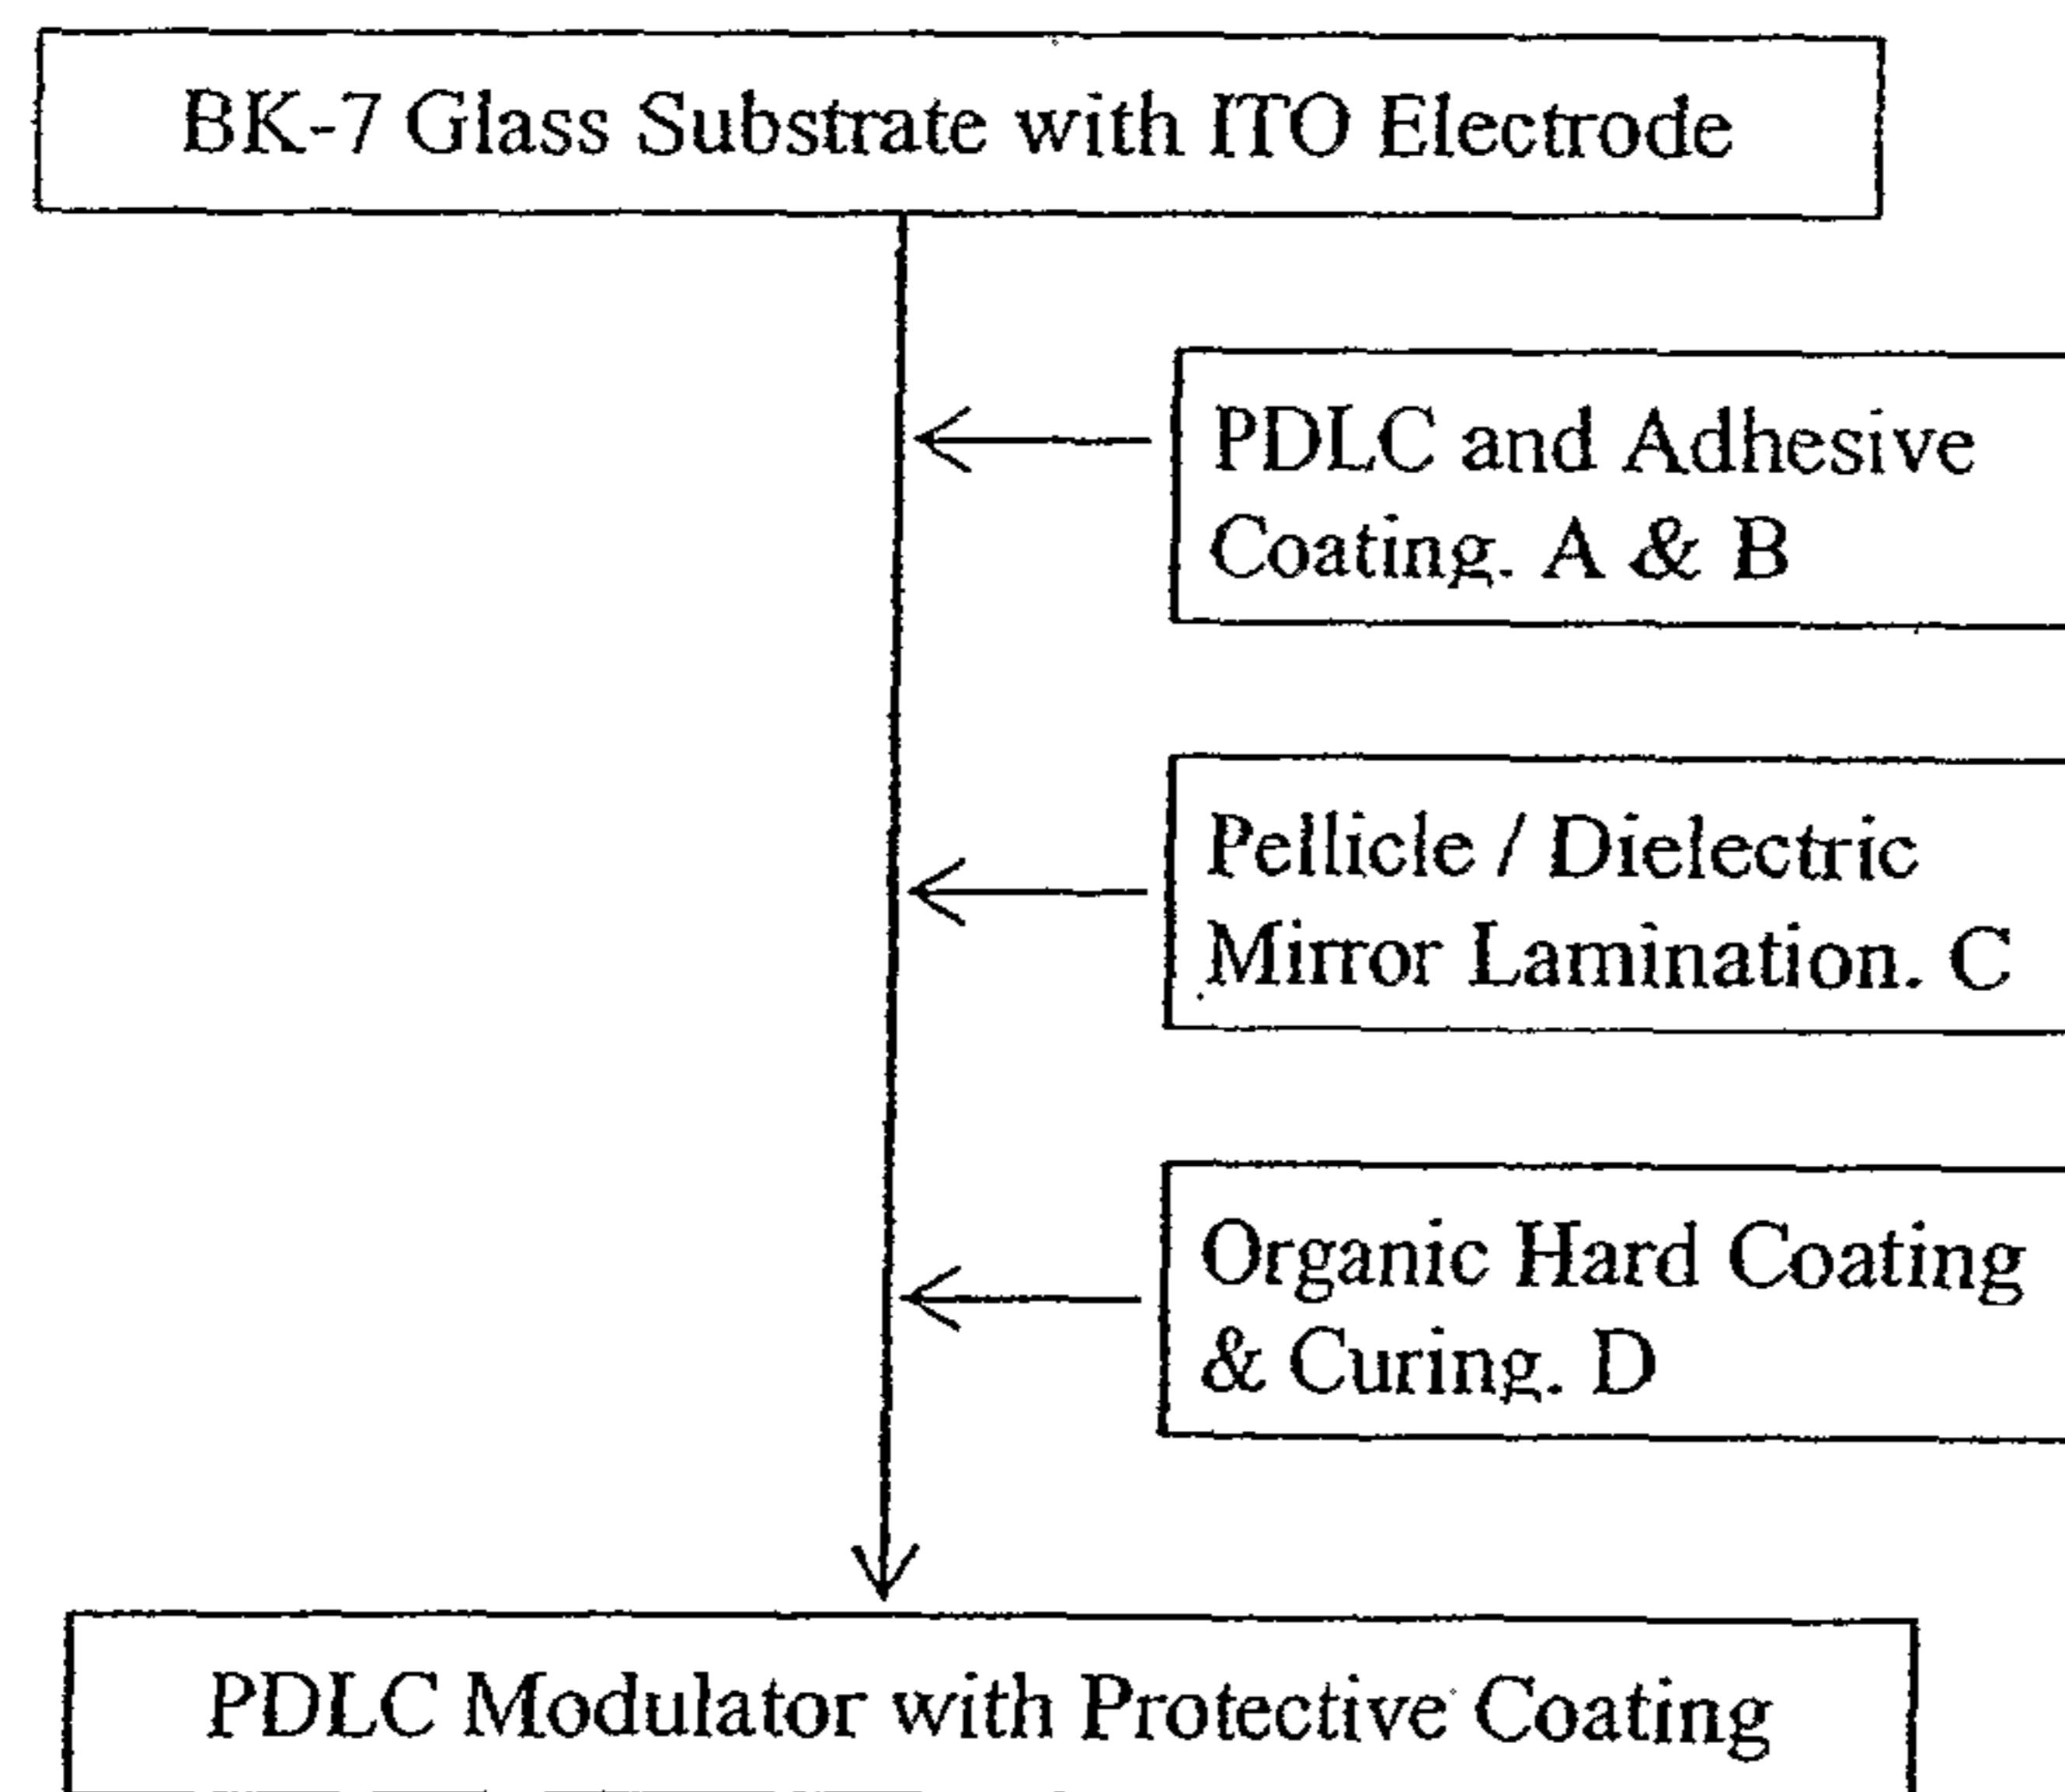 BK-7 Glass Substrate with ITO Electrode
PDLC and Adhesive
Coating. A & B
Pellicle / Dielectric
Mirror Lamination. C
Organic Hard Coating
& Curing. D
PDLC Modulator with Protective Coating